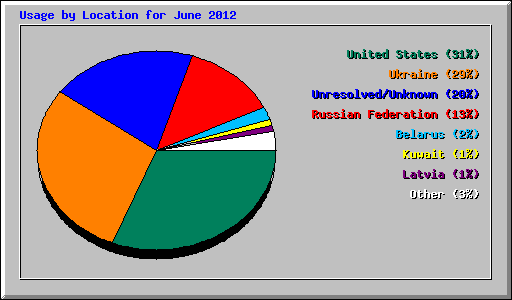 Usage by Location for June 2012
United States (31%)
Ukraine (29%)
Unresolved/Unknown (20%)
Russian Federation (13%)
Belarus (2%)
Kuwait (1%)
Latvia (1%)
Other (3%)